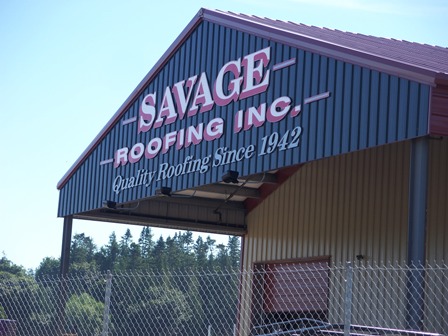 SAVAGE
ROOFING INC.
Quality Roofing Since 1942